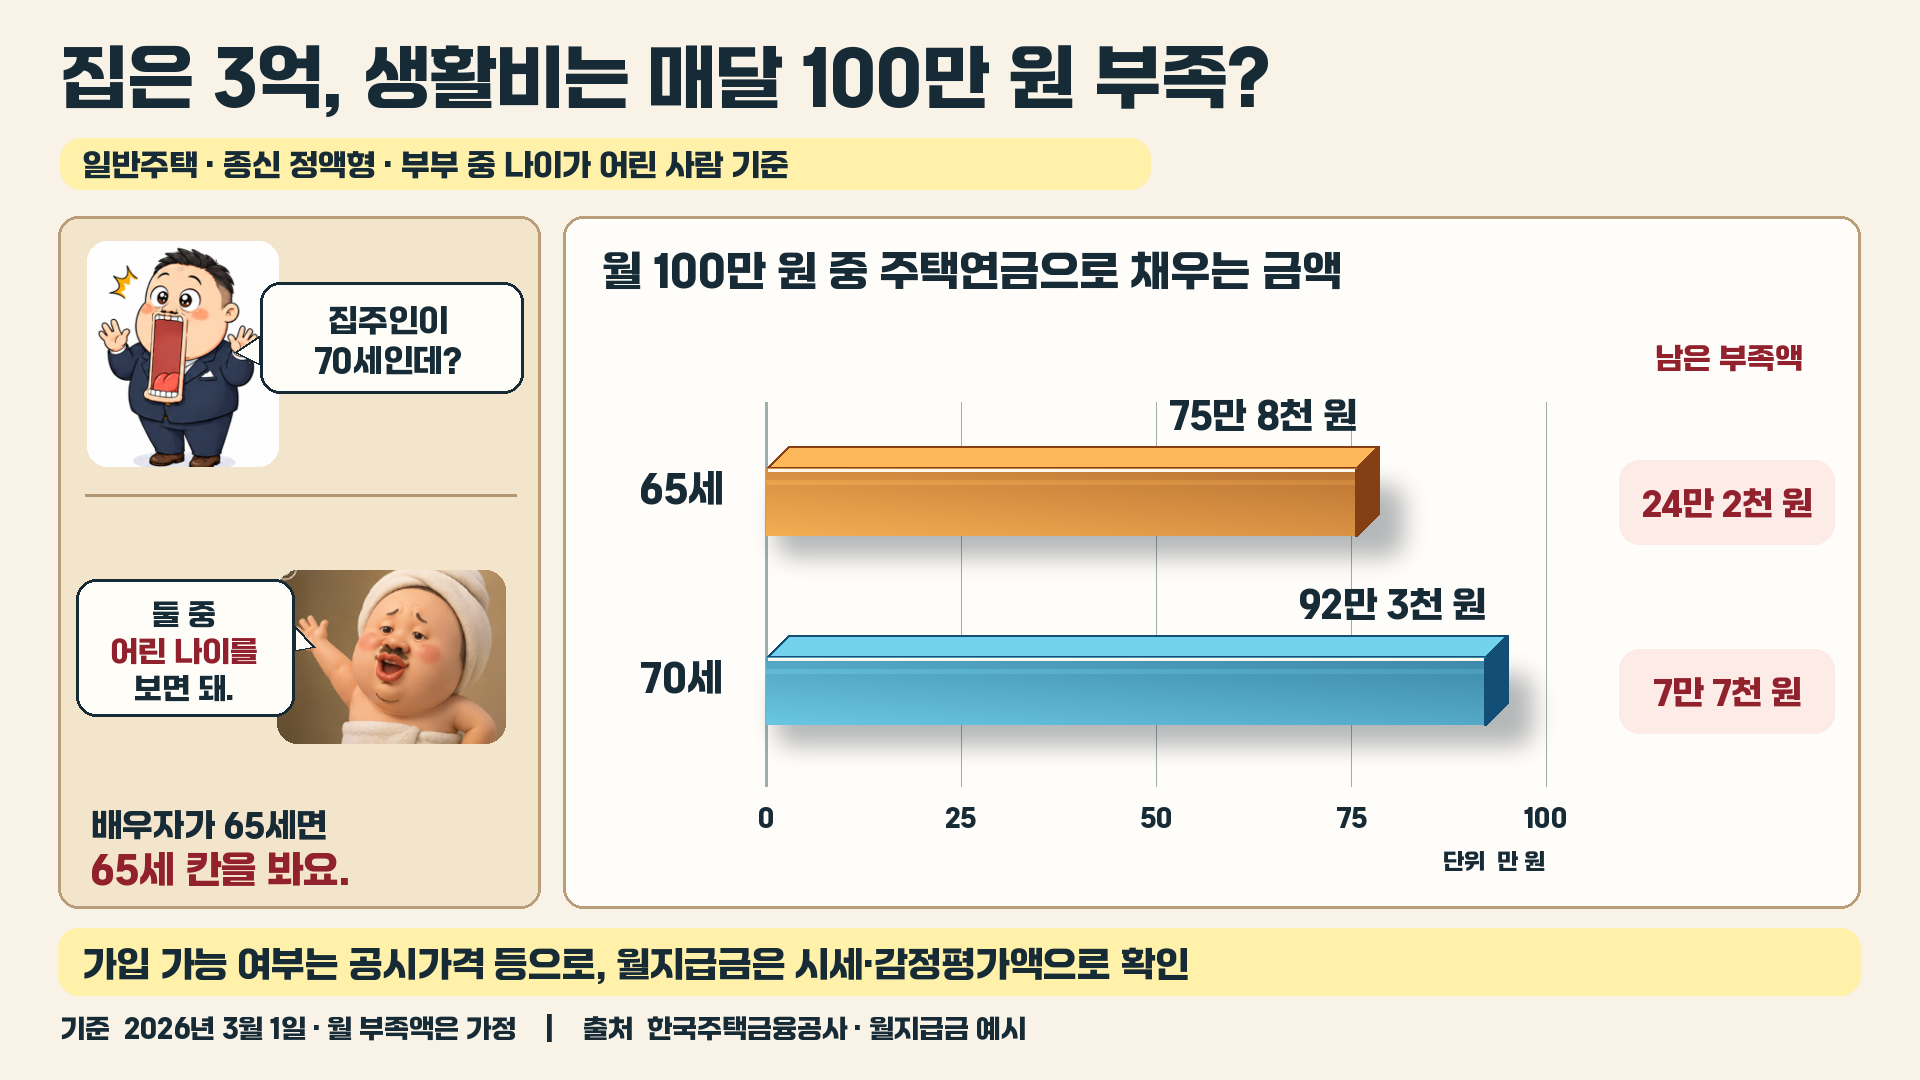 집은 3억, 생활비는 매달 100만 원 부족?
일반주택 · 종신 정액형 · 부부 중 나이가 어린 사람 기준
집주인이
70세인데?
둘 중
어린 나이를
보면 돼.
배우자가 65세면
65세 칸을 봐요.
월 100만 원 중 주택연금으로 채우는 금액
남은 부족액
75만 8천 원
65세
24만 2천 원
92만 3천 원
70세
7만 7천 원
0 25 50 75 100
단위 만 원
가입 가능 여부는 공시가격 등으로, 월지급금은 시세·감정평가액으로 확인
기준 2026년 3월 1일 · 월 부족액은 가정 | 출처 한국주택금융공사 · 월지급금 예시